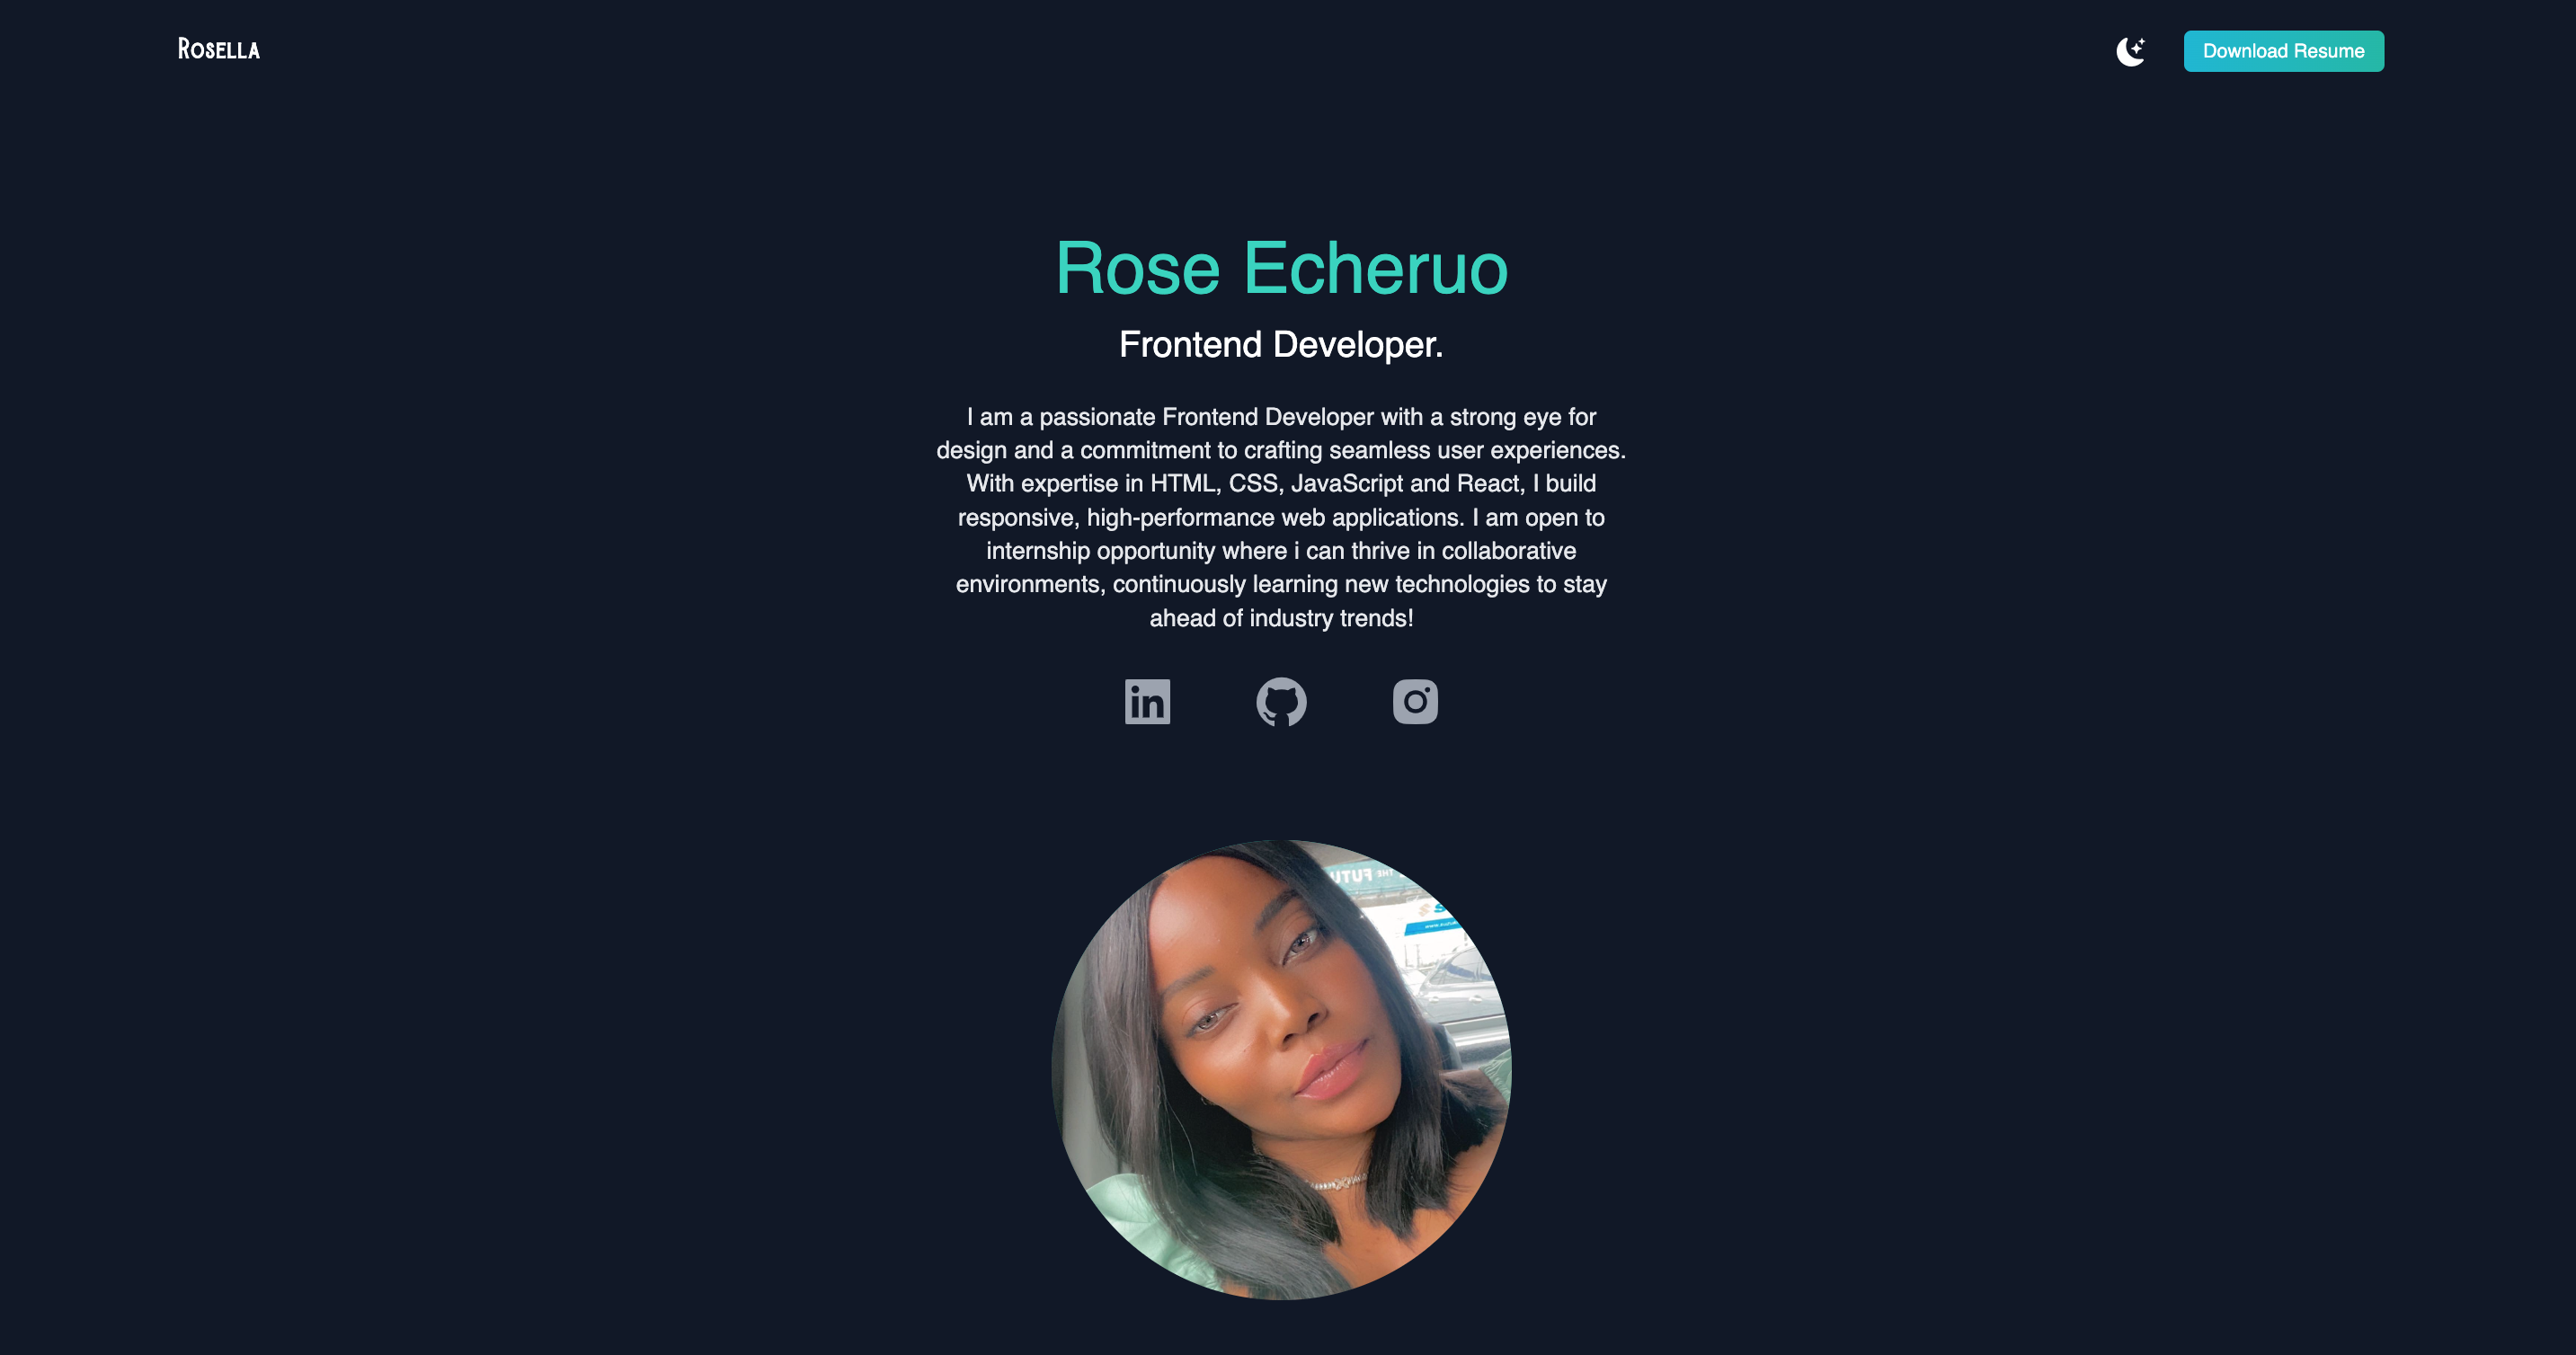 Rosella
Download Resume
Rose Echeruo
Frontend Developer.
I am a passionate Frontend Developer with a strong eye for
design and a commitment to crafting seamless user experiences.
With expertise in HTML, CSS, JavaScript and React, I build
responsive, high-performance web applications. I am open to
internship opportunity where i can thrive in collaborative
environments, continuously learning new technologies to stay
ahead of industry trends!
in
THE FUTU